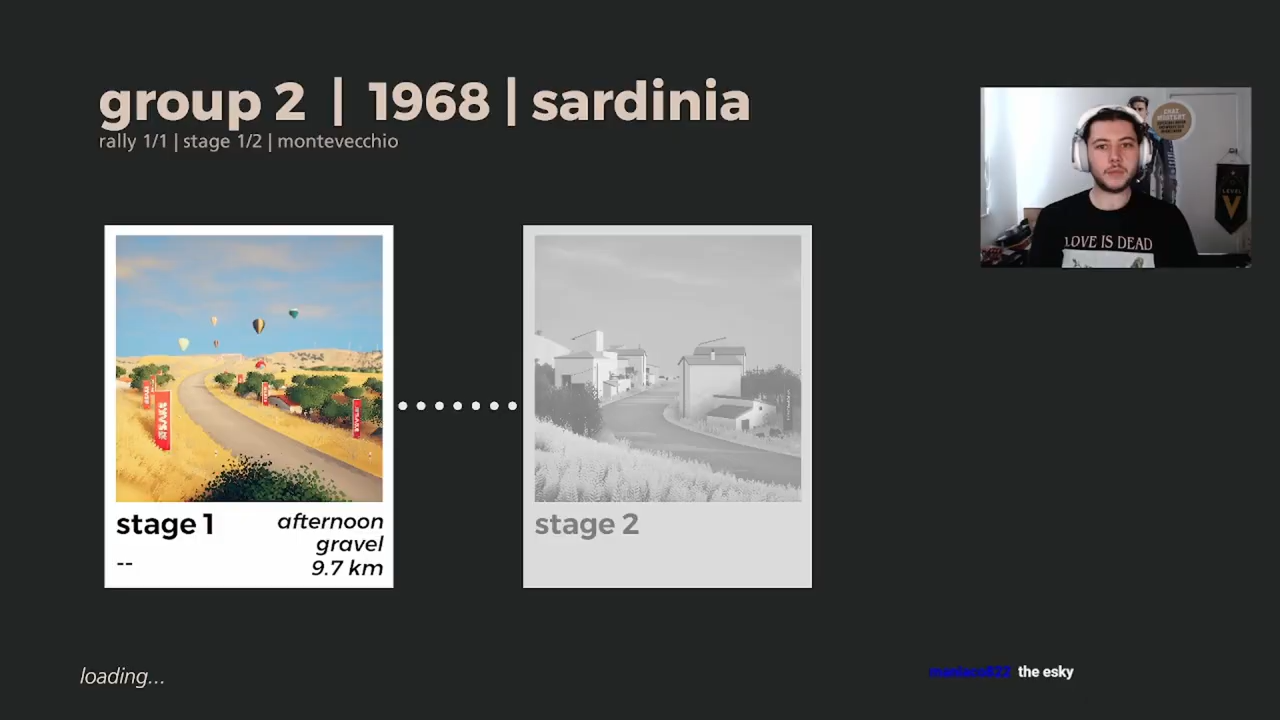 group 2 | 1968 | sardinia
rally 1/1 | stage 1/2 | montevecchio
LEVEL
V
LOVE IS DEAD
stage 1
afternoon
gravel
--
9.7 km
stage 2
loading...
the esky